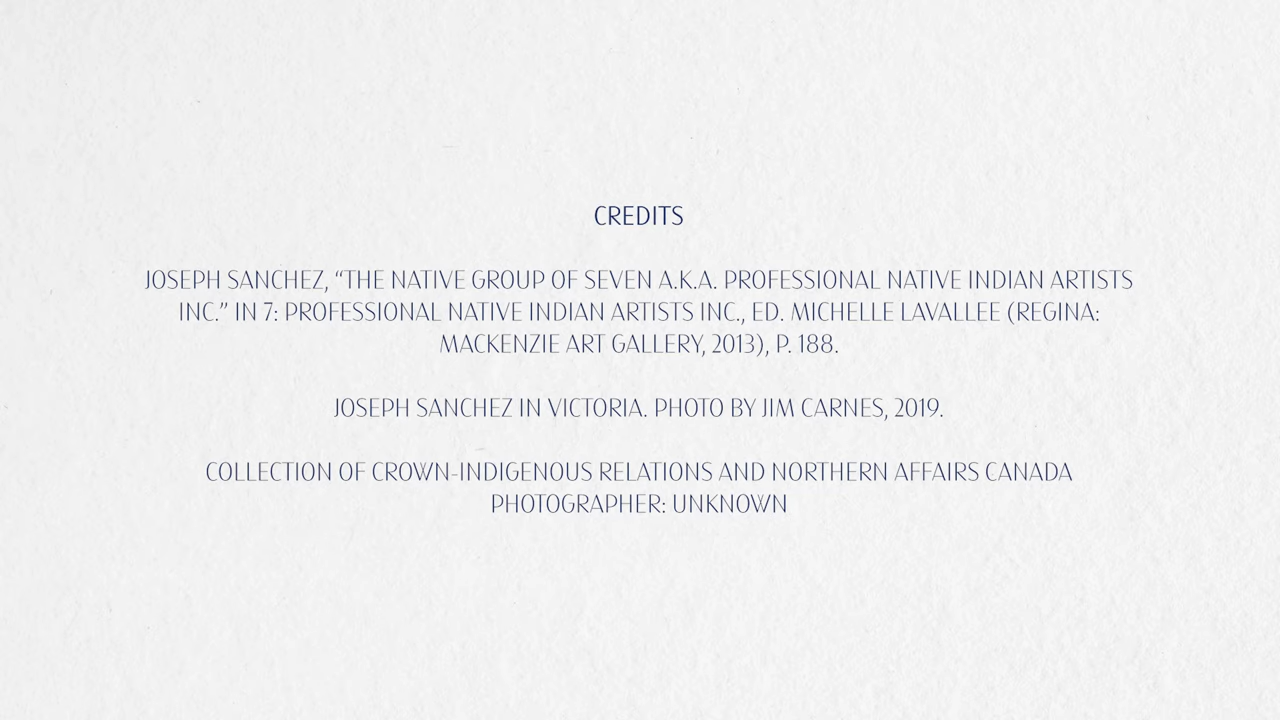 CREDITS
JOSEPH SANCHEZ, “THE NATIVE GROUP OF SEVEN A.K.A. PROFESSIONAL NATIVE INDIAN ARTISTS
INC.” IN 7: PROFESSIONAL NATIVE INDIAN ARTISTS INC., ED. MICHELLE LAVALLEE (REGINA:
MACKENZIE ART GALLERY, 2013), P. 188.
JOSEPH SANCHEZ IN VICTORIA. PHOTO BY JIM CARNES, 2019.
COLLECTION OF CROWN-INDIGENOUS RELATIONS AND NORTHERN AFFAIRS CANADA
PHOTOGRAPHER: UNKNOWN